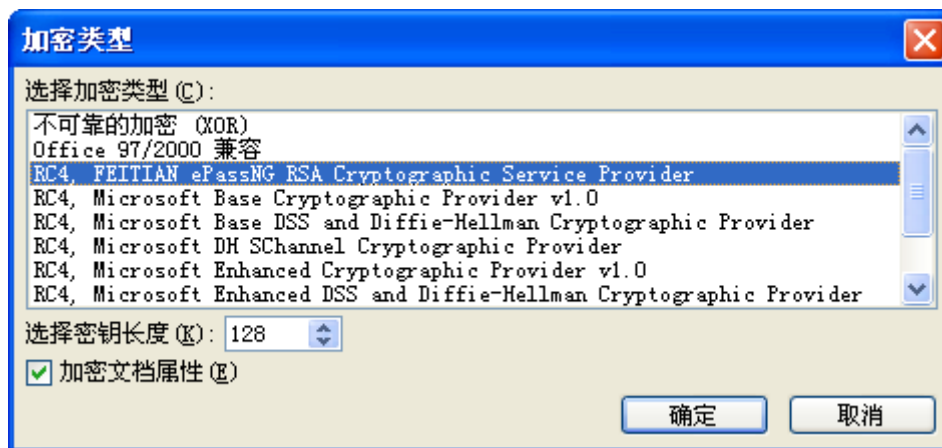 加密类型
选择加密类型(C):
不可靠的加密 (XOR)
Office 97/2000 兼容
RC4, FEITIAN ePassNG RSA Cryptographic Service Provider
RC4, Microsoft Base Cryptographic Provider v1.0
RC4, Microsoft Base DSS and Diffie-Hellman Cryptographic Provider
RC4, Microsoft DH SChannel Cryptographic Provider
RC4, Microsoft Enhanced Cryptographic Provider v1.0
RC4, Microsoft Enhanced DSS and Diffie-Hellman Cryptographic Provider
选择密钥长度(K): 128
加密文档属性(E)
确定 取消